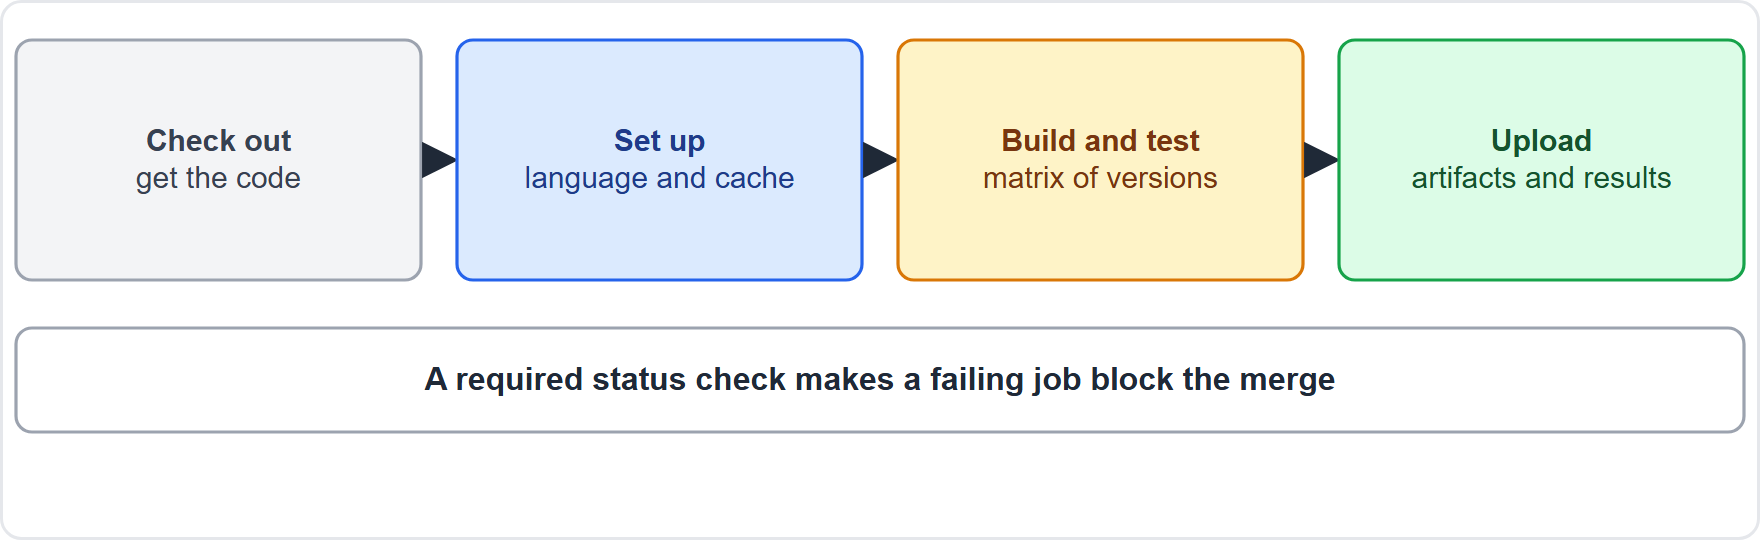 Check out
get the code
Set up
language and cache
Build and test
matrix of versions
Upload
artifacts and results
A required status check makes a failing job block the merge